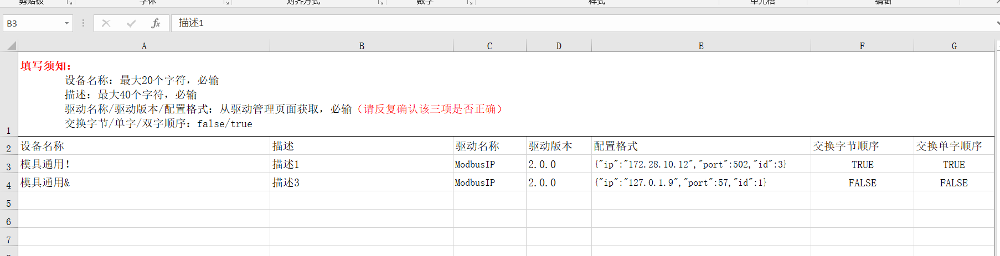 剪贴板 字体 对齐方式 数字 样式 单元格 编辑
B3 fx 描述1
A B C D E F G
填写须知：
设备名称：最大20个字符，必输
描述：最大40个字符，必输
驱动名称/驱动版本/配置格式：从驱动管理页面获取，必输（请反复确认该三项是否正确）
1 交换字节/单字/双字顺序：false/true
2 设备名称 描述 驱动名称 驱动版本 配置格式 交换字节顺序 交换单字顺序
3 模具通用！ 描述1 ModbusIP 2.0.0 {"ip":"172.28.10.12","port":502,"id":3} TRUE TRUE
4 模具通用& 描述3 ModbusIP 2.0.0 {"ip":"127.0.1.9","port":57,"id":1} FALSE FALSE
5
6
7